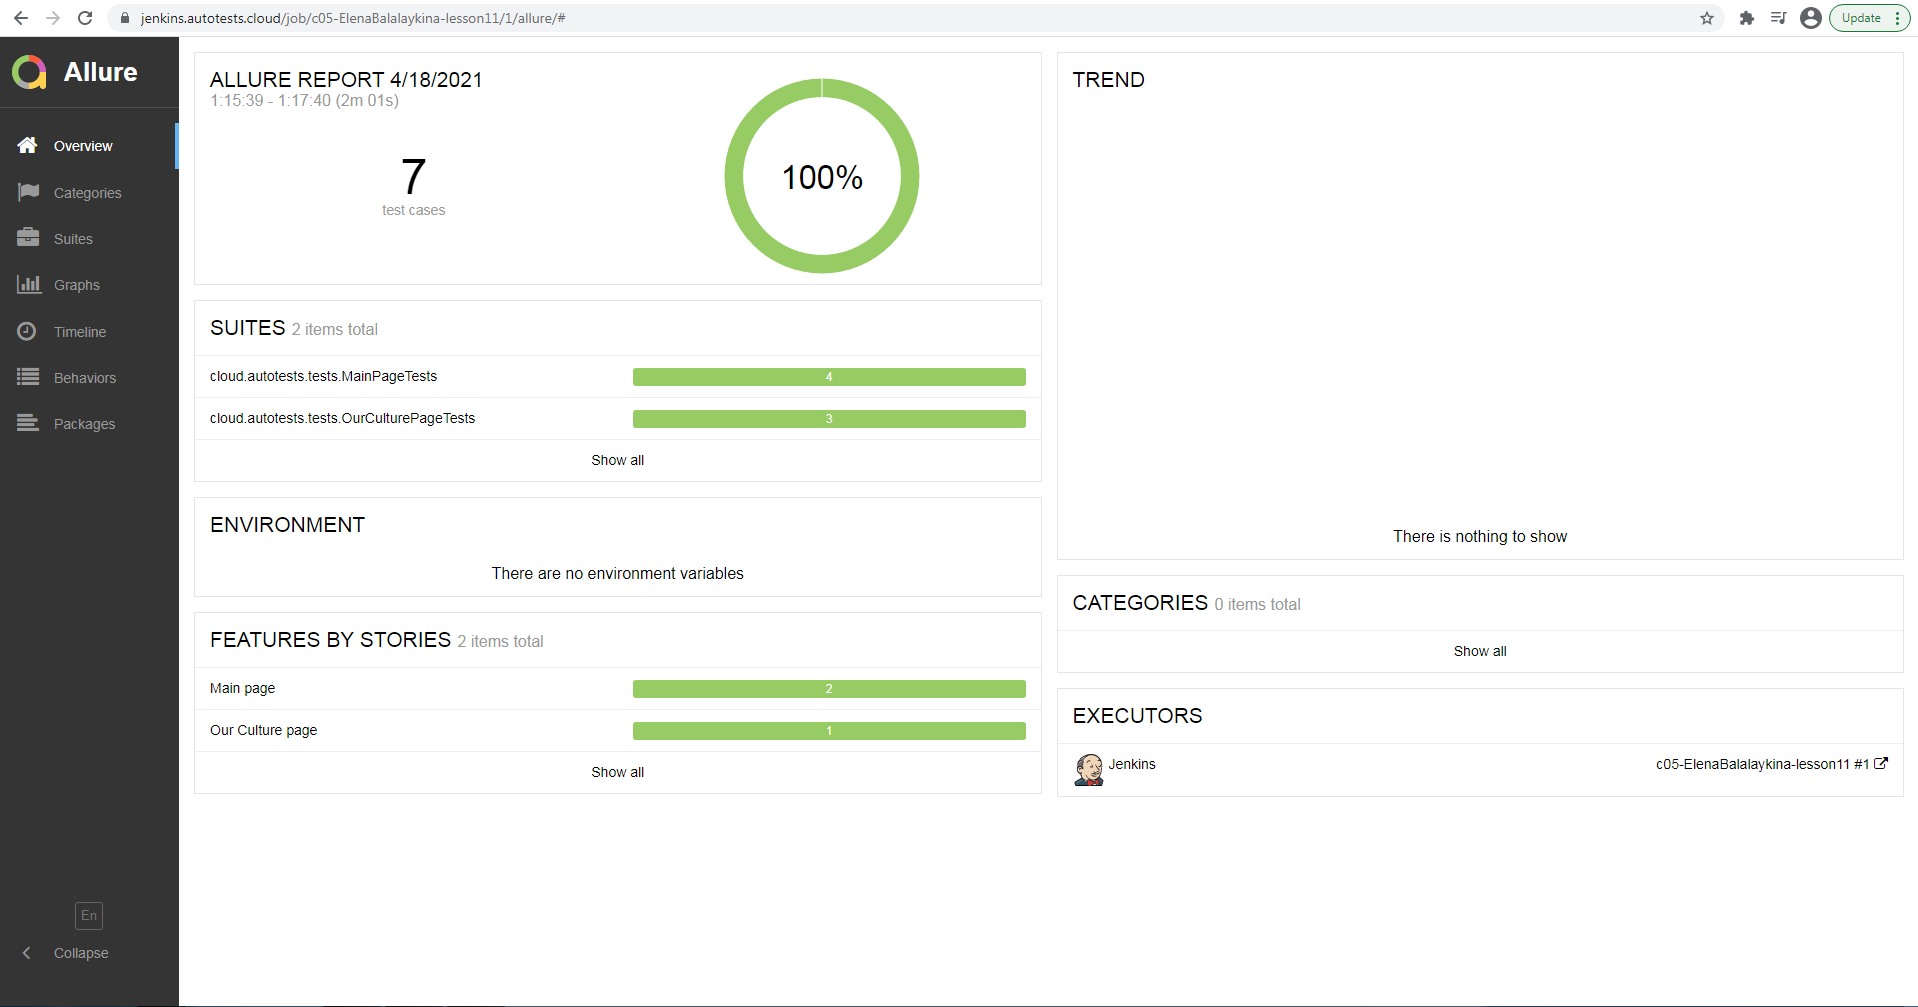 jenkins.autotests.cloud/job/c05-ElenaBalalaykina-lesson11/1/allure/#
Update
Allure
Overview
Categories
Suites
Graphs
Timeline
Behaviors
Packages
En
Collapse
ALLURE REPORT 4/18/2021
1:15:39 - 1:17:40 (2m 01s)
7
test cases
100%
SUITES 2 items total
cloud.autotests.tests.MainPageTests 4
cloud.autotests.tests.OurCulturePageTests 3
Show all
ENVIRONMENT
There are no environment variables
FEATURES BY STORIES 2 items total
Main page 2
Our Culture page 1
Show all
TREND
There is nothing to show
CATEGORIES 0 items total
Show all
EXECUTORS
Jenkins c05-ElenaBalalaykina-lesson11 #1